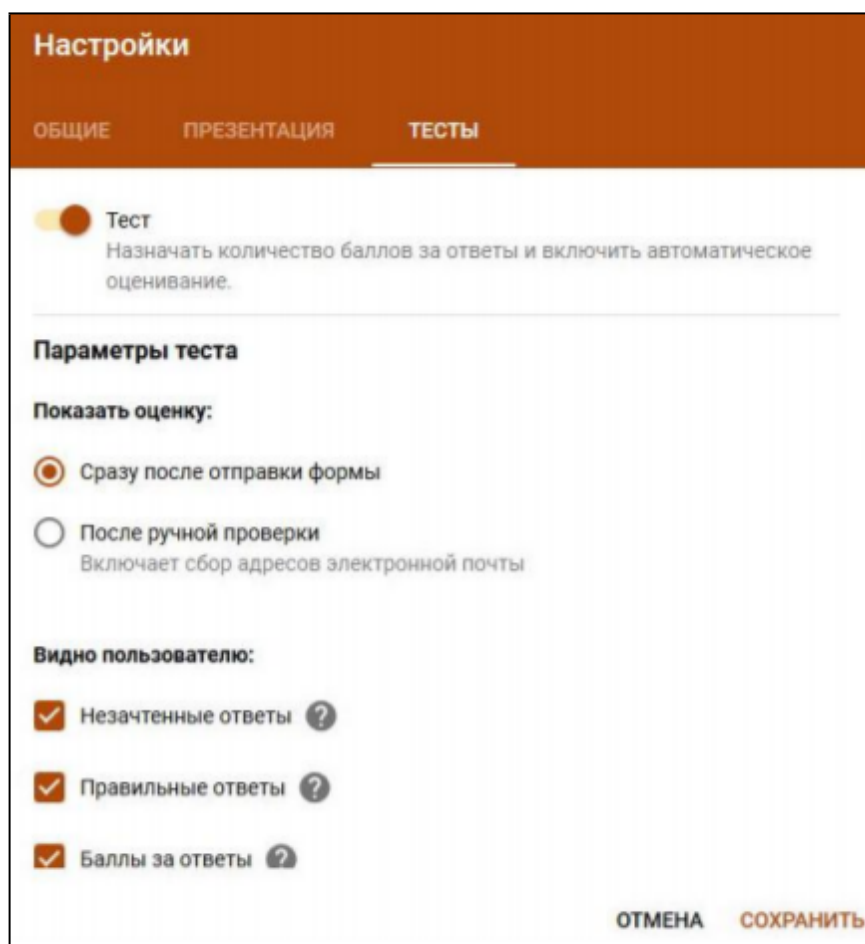 Настройки
ОБЩИЕ ПРЕЗЕНТАЦИЯ ТЕСТЫ
Тест
Назначать количество баллов за ответы и включить автоматическое
оценивание.
Параметры теста
Показать оценку:
Сразу после отправки формы
После ручной проверки
Включает сбор адресов электронной почты
Видно пользователю:
Незачтенные ответы ?
Правильные ответы ?
Баллы за ответы ?
ОТМЕНА СОХРАНИТЬ